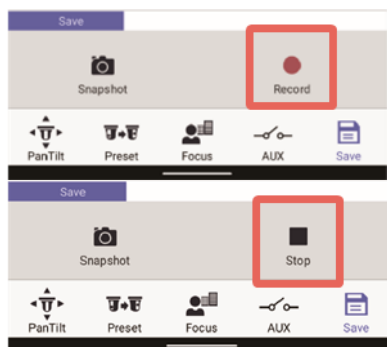 Save
Snapshot Record
PanTilt Preset Focus AUX Save
Save
Snapshot Stop
PanTilt Preset Focus AUX Save